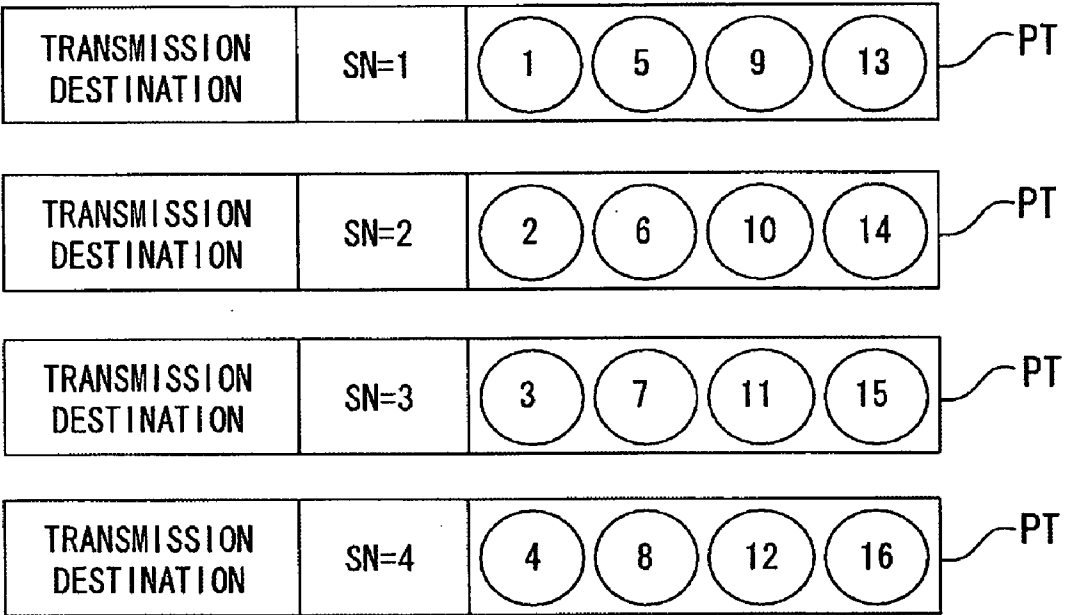 TRANSMISSION
DESTINATION
SN=1
1 5 9 13
PT
TRANSMISSION
DESTINATION
SN=2
2 6 10 14
PT
TRANSMISSION
DESTINATION
SN=3
3 7 11 15
PT
TRANSMISSION
DESTINATION
SN=4
4 8 12 16
PT